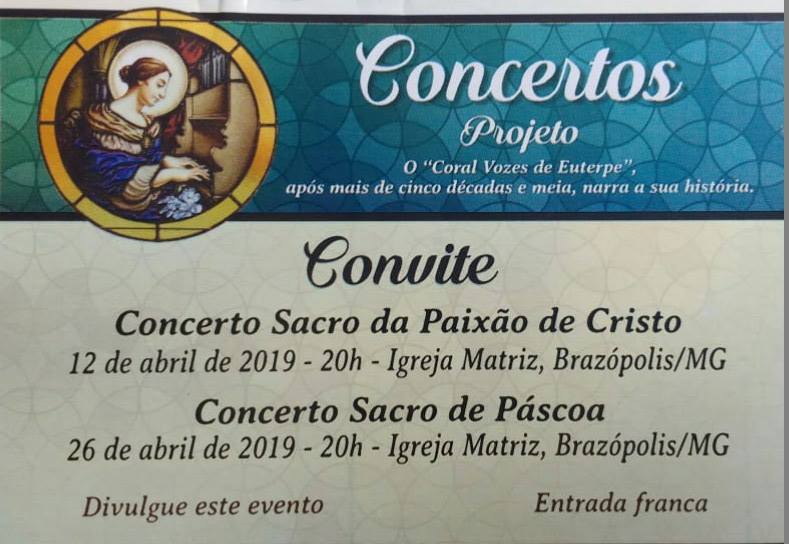 Concertos
Projeto
O “Coral Vozes de Euterpe”,
após mais de cinco décadas e meia, narra a sua história.
Convite
Concerto Sacro da Paixão de Cristo
12 de abril de 2019 - 20h - Igreja Matriz, Brazópolis/MG
Concerto Sacro de Páscoa
26 de abril de 2019 - 20h - Igreja Matriz, Brazópolis/MG
Divulgue este evento
Entrada franca